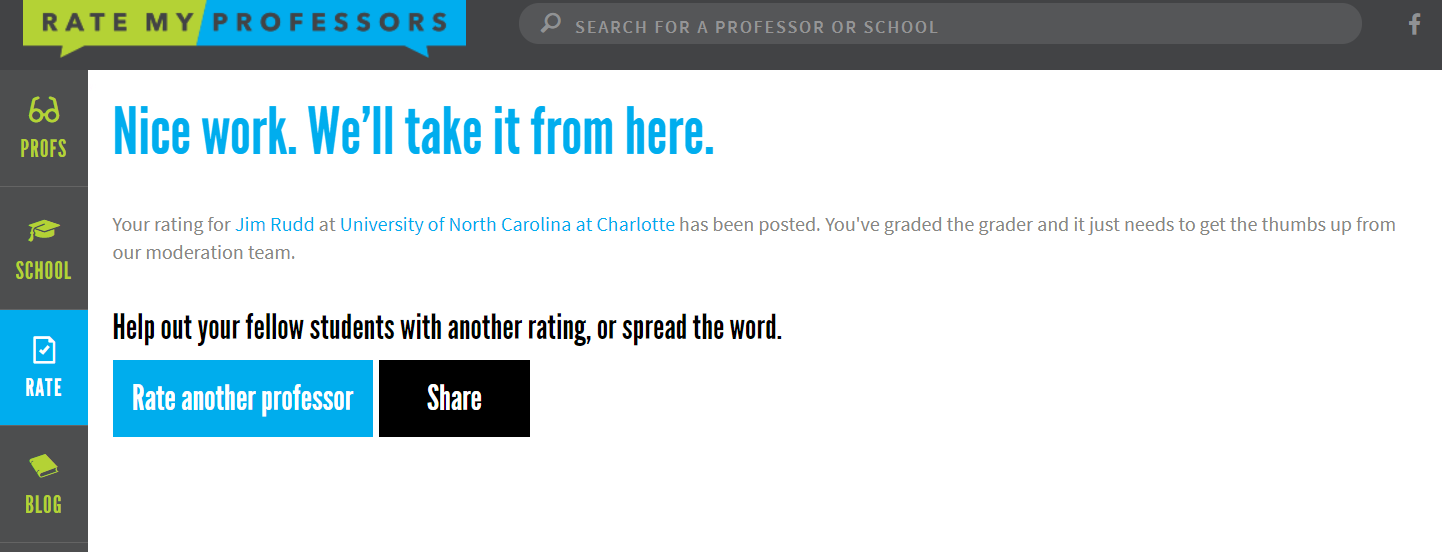 RATE MY PROFESSORS
SEARCH FOR A PROFESSOR OR SCHOOL
PROFS
SCHOOL
RATE
BLOG
Nice work. We’ll take it from here.
Your rating for Jim Rudd at University of North Carolina at Charlotte has been posted. You've graded the grader and it just needs to get the thumbs up from
our moderation team.
Help out your fellow students with another rating, or spread the word.
Rate another professor
Share